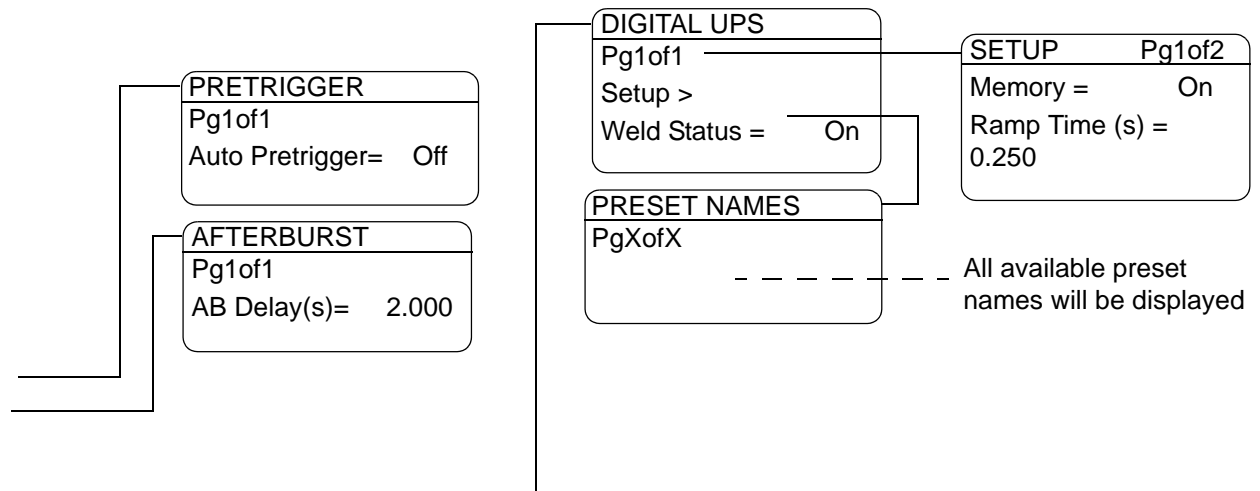 PRETRIGGER
Pg1of1
Auto Pretrigger= Off
AFTERBURST
Pg1of1
AB Delay(s)= 2.000
DIGITAL UPS
Pg1of1
Setup >
Weld Status = On
PRESET NAMES
PgXofX
SETUP Pg1of2
Memory = On
Ramp Time (s) =
0.250
All available preset
names will be displayed